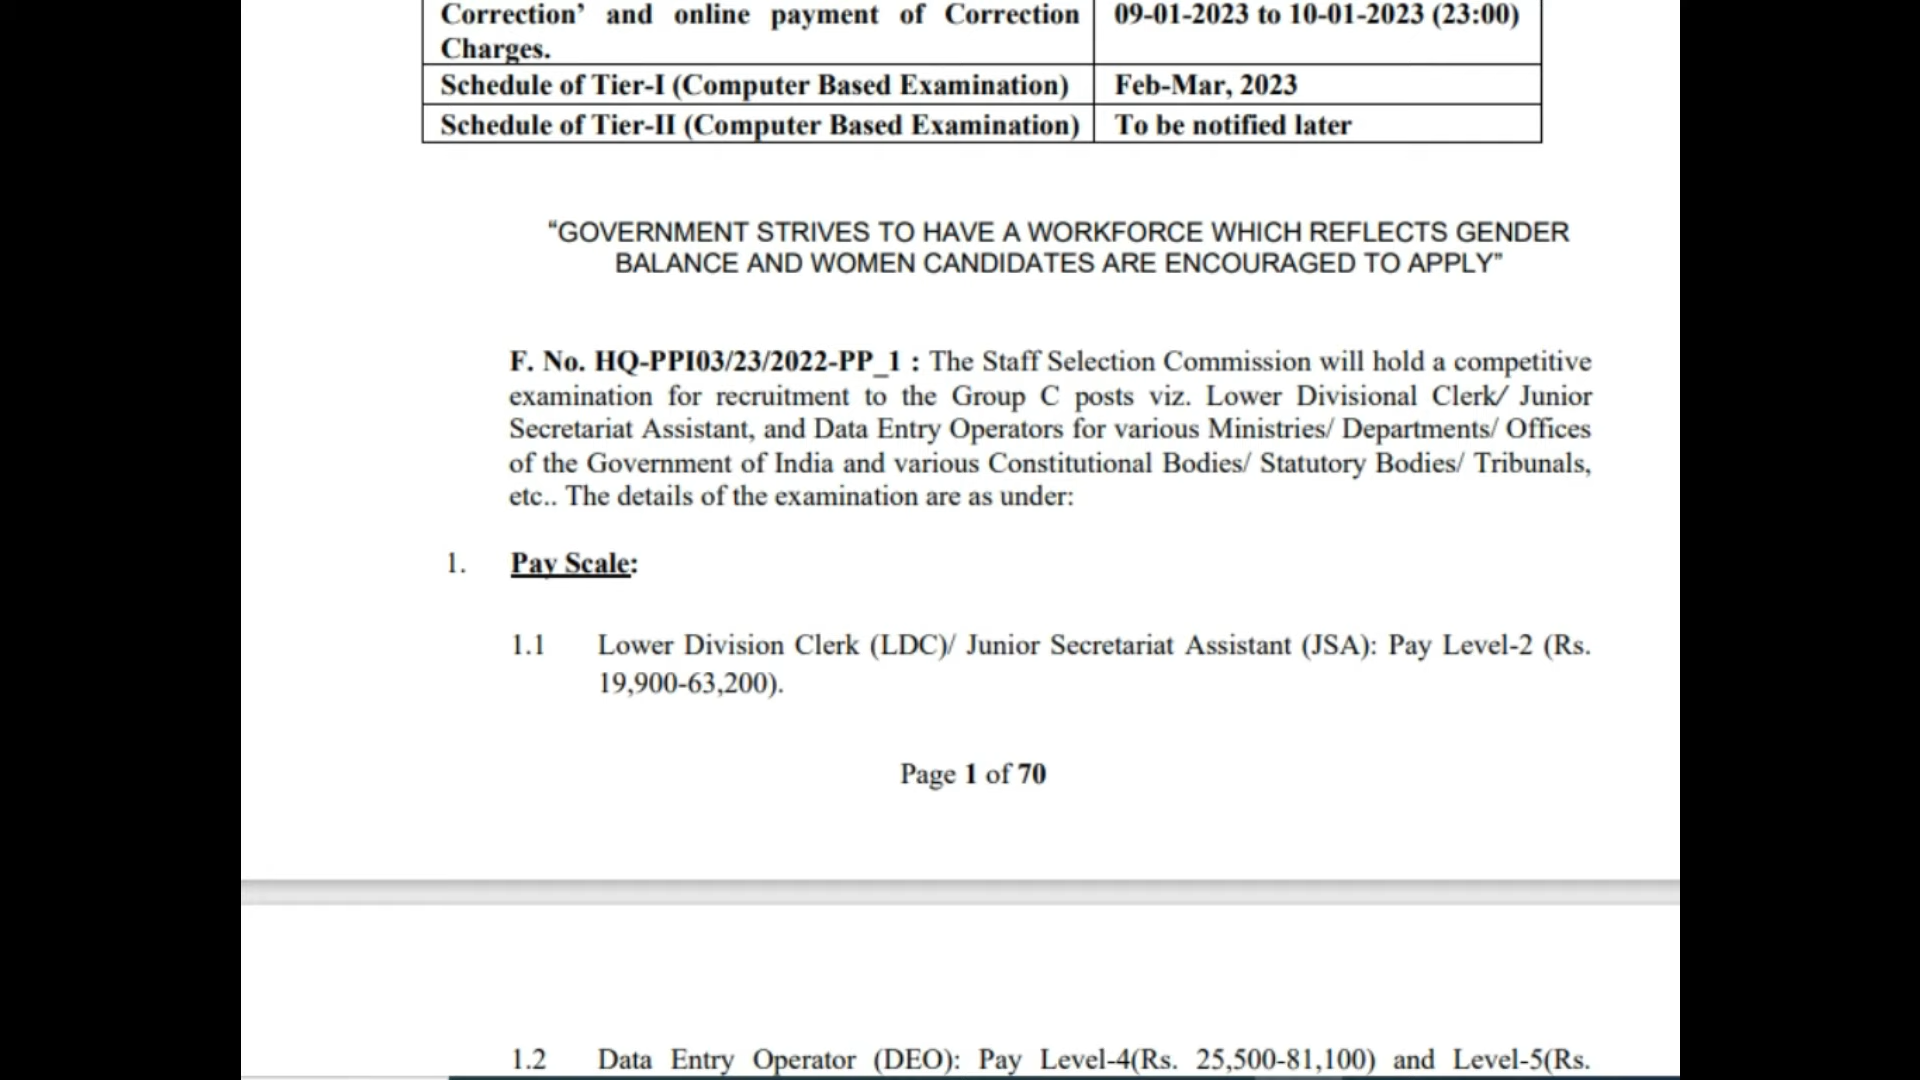 Correction’ and online payment of Correction 09-01-2023 to 10-01-2023 (23:00)
Charges.
Schedule of Tier-I (Computer Based Examination) Feb-Mar, 2023
Schedule of Tier-II (Computer Based Examination) To be notified later
“GOVERNMENT STRIVES TO HAVE A WORKFORCE WHICH REFLECTS GENDER
BALANCE AND WOMEN CANDIDATES ARE ENCOURAGED TO APPLY”
F. No. HQ-PPI03/23/2022-PP_1 : The Staff Selection Commission will hold a competitive
examination for recruitment to the Group C posts viz. Lower Divisional Clerk/ Junior
Secretariat Assistant, and Data Entry Operators for various Ministries/ Departments/ Offices
of the Government of India and various Constitutional Bodies/ Statutory Bodies/ Tribunals,
etc.. The details of the examination are as under:
1. Pay Scale:
1.1 Lower Division Clerk (LDC)/ Junior Secretariat Assistant (JSA): Pay Level-2 (Rs.
19,900-63,200).
Page 1 of 70
1.2 Data Entry Operator (DEO): Pay Level-4(Rs. 25,500-81,100) and Level-5(Rs.